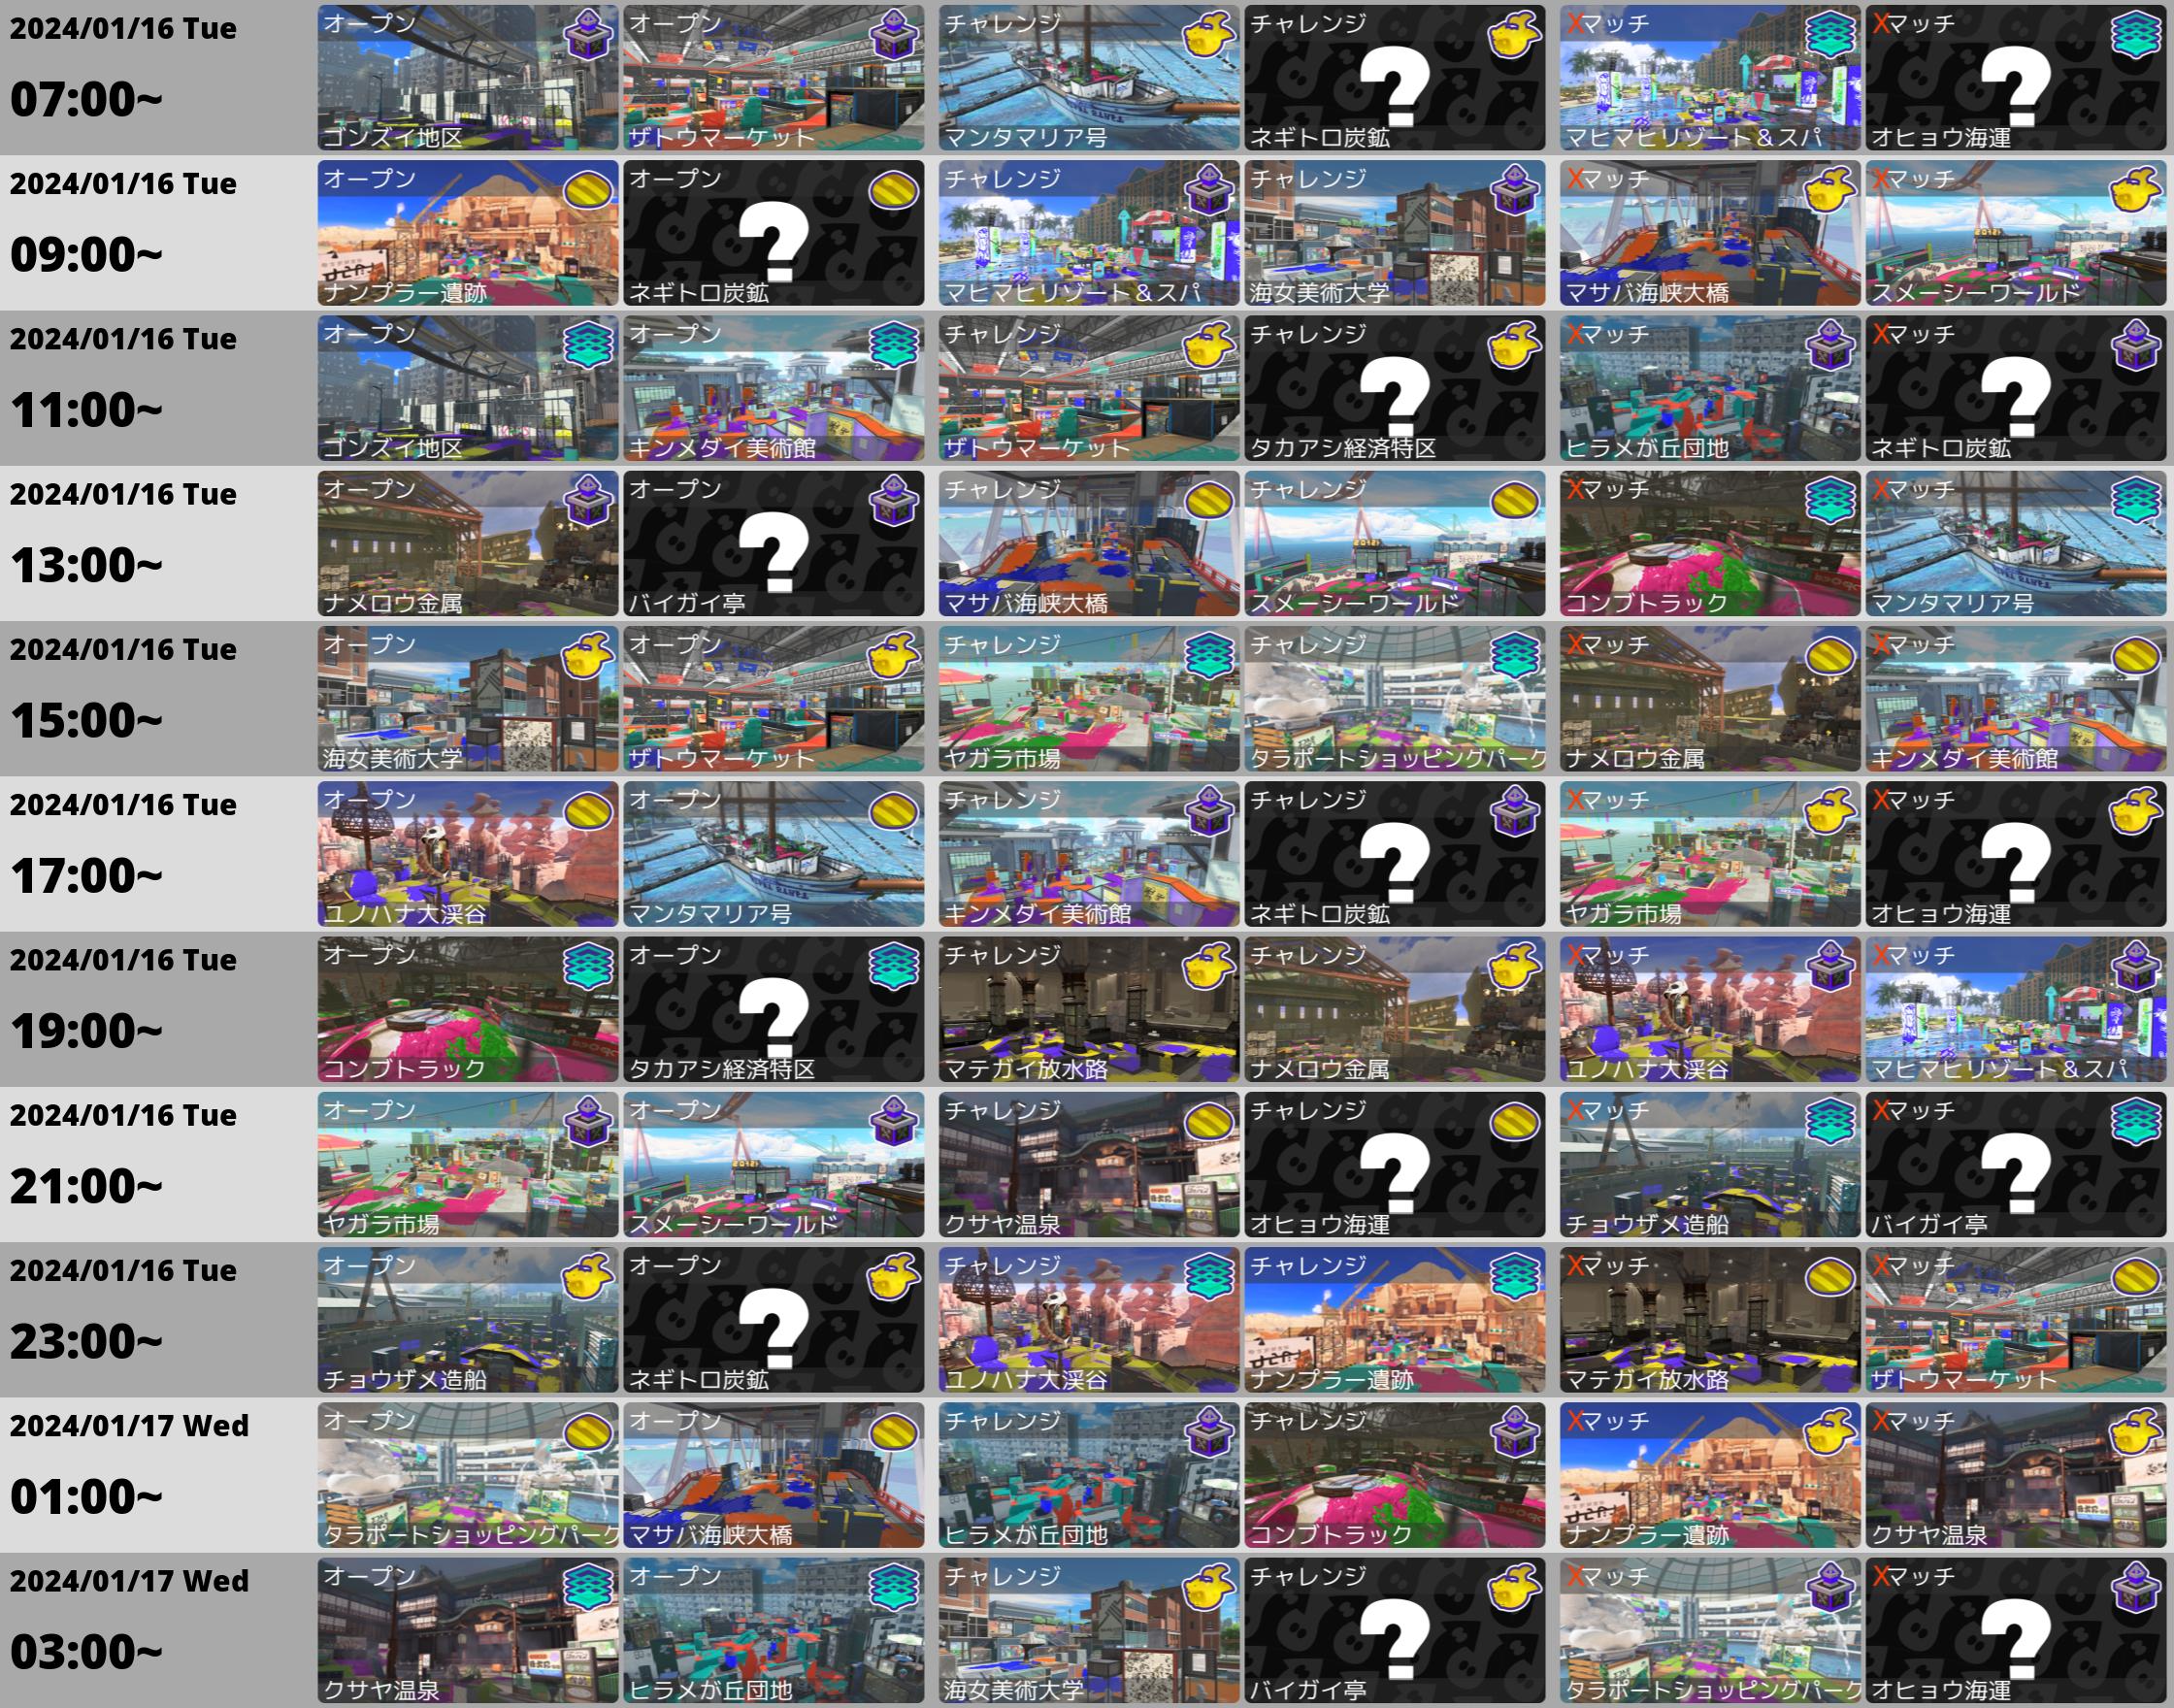 2024/01/16 Tue
07:00~
オープン
ゴンズイ地区
オープン
ザトウマーケット
チャレンジ
マンタマリア号
チャレンジ
ネギトロ炭鉱
Xマッチ
マヒマヒリゾート＆スパ
Xマッチ
オヒョウ海運
2024/01/16 Tue
09:00~
オープン
ナンプラー遺跡
オープン
ネギトロ炭鉱
チャレンジ
マヒマヒリゾート＆スパ
チャレンジ
海女美術大学
Xマッチ
マサバ海峡大橋
Xマッチ
スメーシーワールド
2024/01/16 Tue
11:00~
オープン
ゴンズイ地区
オープン
キンメダイ美術館
チャレンジ
ザトウマーケット
チャレンジ
タカアシ経済特区
Xマッチ
ヒラメが丘団地
Xマッチ
ネギトロ炭鉱
2024/01/16 Tue
13:00~
オープン
ナメロウ金属
オープン
バイガイ亭
チャレンジ
マサバ海峡大橋
チャレンジ
スメーシーワールド
Xマッチ
コンブトラック
Xマッチ
マンタマリア号
2024/01/16 Tue
15:00~
オープン
海女美術大学
オープン
ザトウマーケット
チャレンジ
ヤガラ市場
チャレンジ
タラポートショッピングパーク
Xマッチ
ナメロウ金属
Xマッチ
キンメダイ美術館
2024/01/16 Tue
17:00~
オープン
ユノハナ大渓谷
オープン
マンタマリア号
チャレンジ
キンメダイ美術館
チャレンジ
ネギトロ炭鉱
Xマッチ
ヤガラ市場
Xマッチ
オヒョウ海運
2024/01/16 Tue
19:00~
オープン
コンブトラック
オープン
タカアシ経済特区
チャレンジ
マテガイ放水路
チャレンジ
ナメロウ金属
Xマッチ
ユノハナ大渓谷
Xマッチ
マヒマヒリゾート＆スパ
2024/01/16 Tue
21:00~
オープン
ヤガラ市場
オープン
スメーシーワールド
チャレンジ
クサヤ温泉
チャレンジ
オヒョウ海運
Xマッチ
チョウザメ造船
Xマッチ
バイガイ亭
2024/01/16 Tue
23:00~
オープン
チョウザメ造船
オープン
ネギトロ炭鉱
チャレンジ
ユノハナ大渓谷
チャレンジ
ナンプラー遺跡
Xマッチ
マテガイ放水路
Xマッチ
ザトウマーケット
2024/01/17 Wed
01:00~
オープン
タラポートショッピングパーク
オープン
マサバ海峡大橋
チャレンジ
ヒラメが丘団地
チャレンジ
コンブトラック
Xマッチ
ナンプラー遺跡
Xマッチ
クサヤ温泉
2024/01/17 Wed
03:00~
オープン
クサヤ温泉
オープン
ヒラメが丘団地
チャレンジ
海女美術大学
チャレンジ
バイガイ亭
Xマッチ
タラポートショッピングパーク
Xマッチ
オヒョウ海運